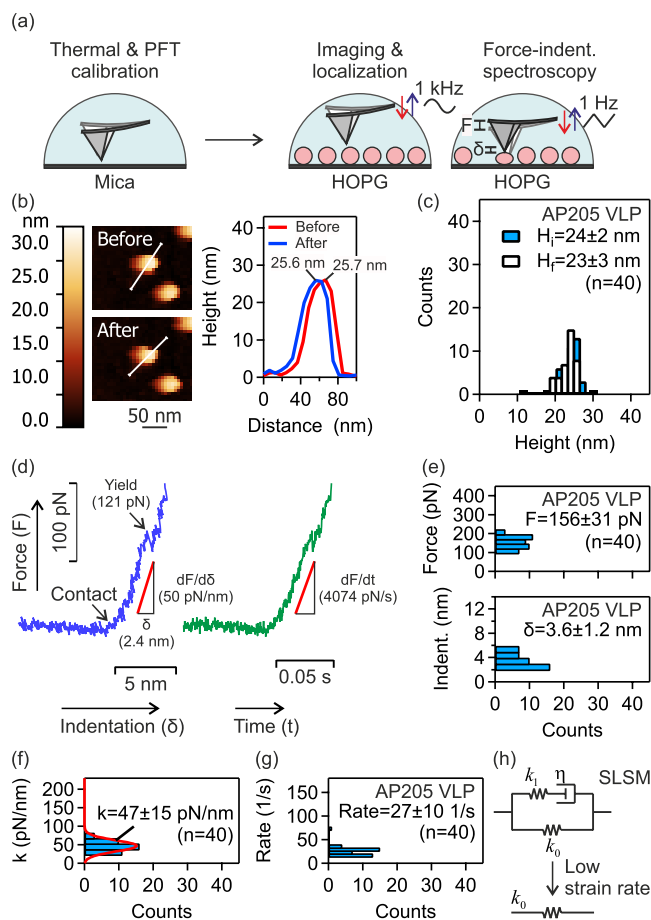 (a)
Thermal & PFT
calibration
Imaging &
localization
Force-indent.
spectroscopy
1 kHz
1 Hz
F
δ
Mica
HOPG
HOPG
(b)
nm
30.0
25.0
20.0
15.0
10.0
0.0
Before
After
50 nm
Before
After
25.6 nm
25.7 nm
Height (nm)
40
30
20
10
0
0
40
80
Distance (nm)
(c)
AP205 VLP
Hi=24±2 nm
Hf=23±3 nm
(n=40)
Counts
40
30
20
10
0
0
10
20
30
40
Height (nm)
(d)
Force (F)
100 pN
Yield
(121 pN)
Contact
dF/dδ
(50 pN/nm)
δ
(2.4 nm)
5 nm
Indentation (δ)
dF/dt
(4074 pN/s)
0.05 s
Time (t)
(e)
AP205 VLP
F=156±31 pN
(n=40)
Force (pN)
400
300
200
100
0
AP205 VLP
δ=3.6±1.2 nm
Indent. (nm)
12
8
4
0
0
10
20
30
40
Counts
(f)
k (pN/nm)
200
150
100
50
0
k=47±15 pN/nm
(n=40)
0
10
20
30
40
Counts
(g)
Rate (1/s)
150
100
50
0
AP205 VLP
Rate=27±10 1/s
(n=40)
0
10
20
30
40
Counts
(h)
SLSM
k1
η
k0
Low
strain rate
k0